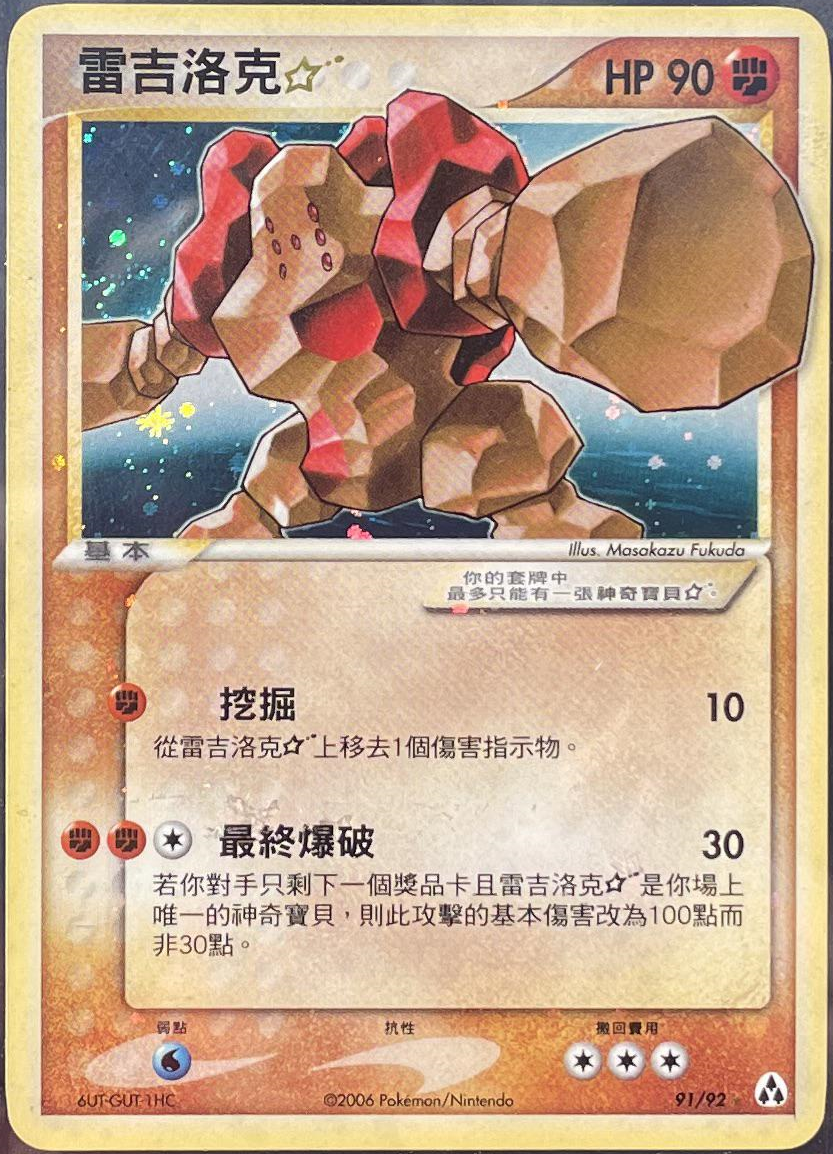 雷吉洛克☆
HP 90
基本
Illus. Masakazu Fukuda
你的套牌中
最多只能有一張神奇寶貝☆
挖掘 10
從雷吉洛克☆上移去1個傷害指示物。
最終爆破 30
若你對手只剩下一個獎品卡且雷吉洛克☆是你場上
唯一的神奇寶貝，則此攻擊的基本傷害改為100點而
非30點。
弱點 抗性 撤回費用
6UT-GUT-1HC ©2006 Pokémon/Nintendo 91/92